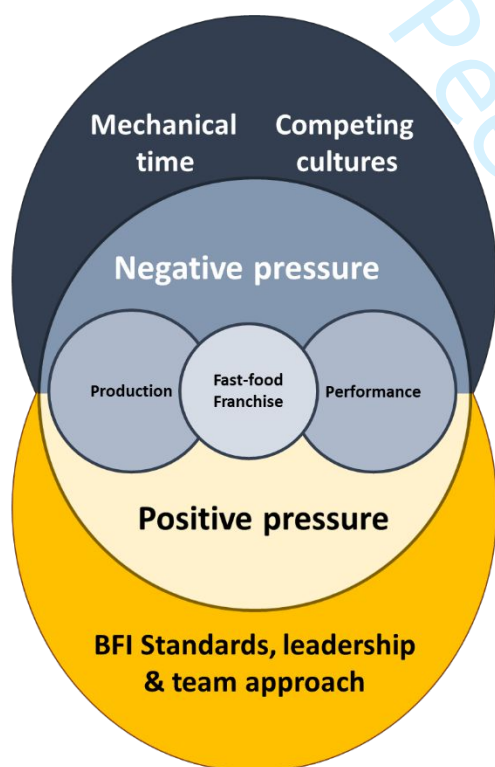 Mechanical time
Competing cultures
Negative pressure
Production
Fast-food
Franchise
Performance
Positive pressure
BFI Standards, leadership
& team approach